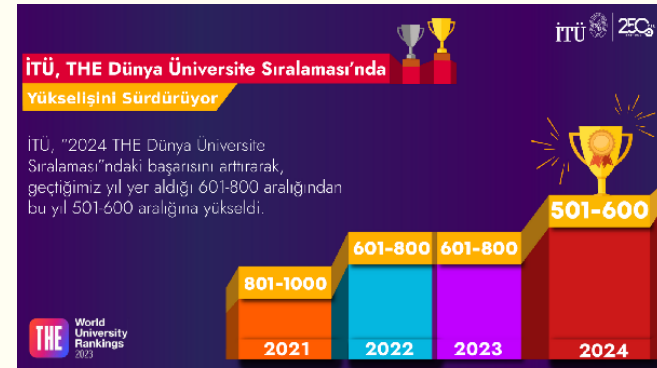 İTÜ 250
İTÜ, THE Dünya Üniversite Sıralaması'nda
Yükselişini Sürdürüyor
İTÜ, "2024 THE Dünya Üniversite
Sıralaması"ndaki başarısını arttırarak,
geçtiğimiz yıl yer aldığı 601-800 aralığından
bu yıl 501-600 aralığına yükseldi.
501-600
601-800 601-800
801-1000
THE World
University
Rankings
2023
2021 2022 2023 2024